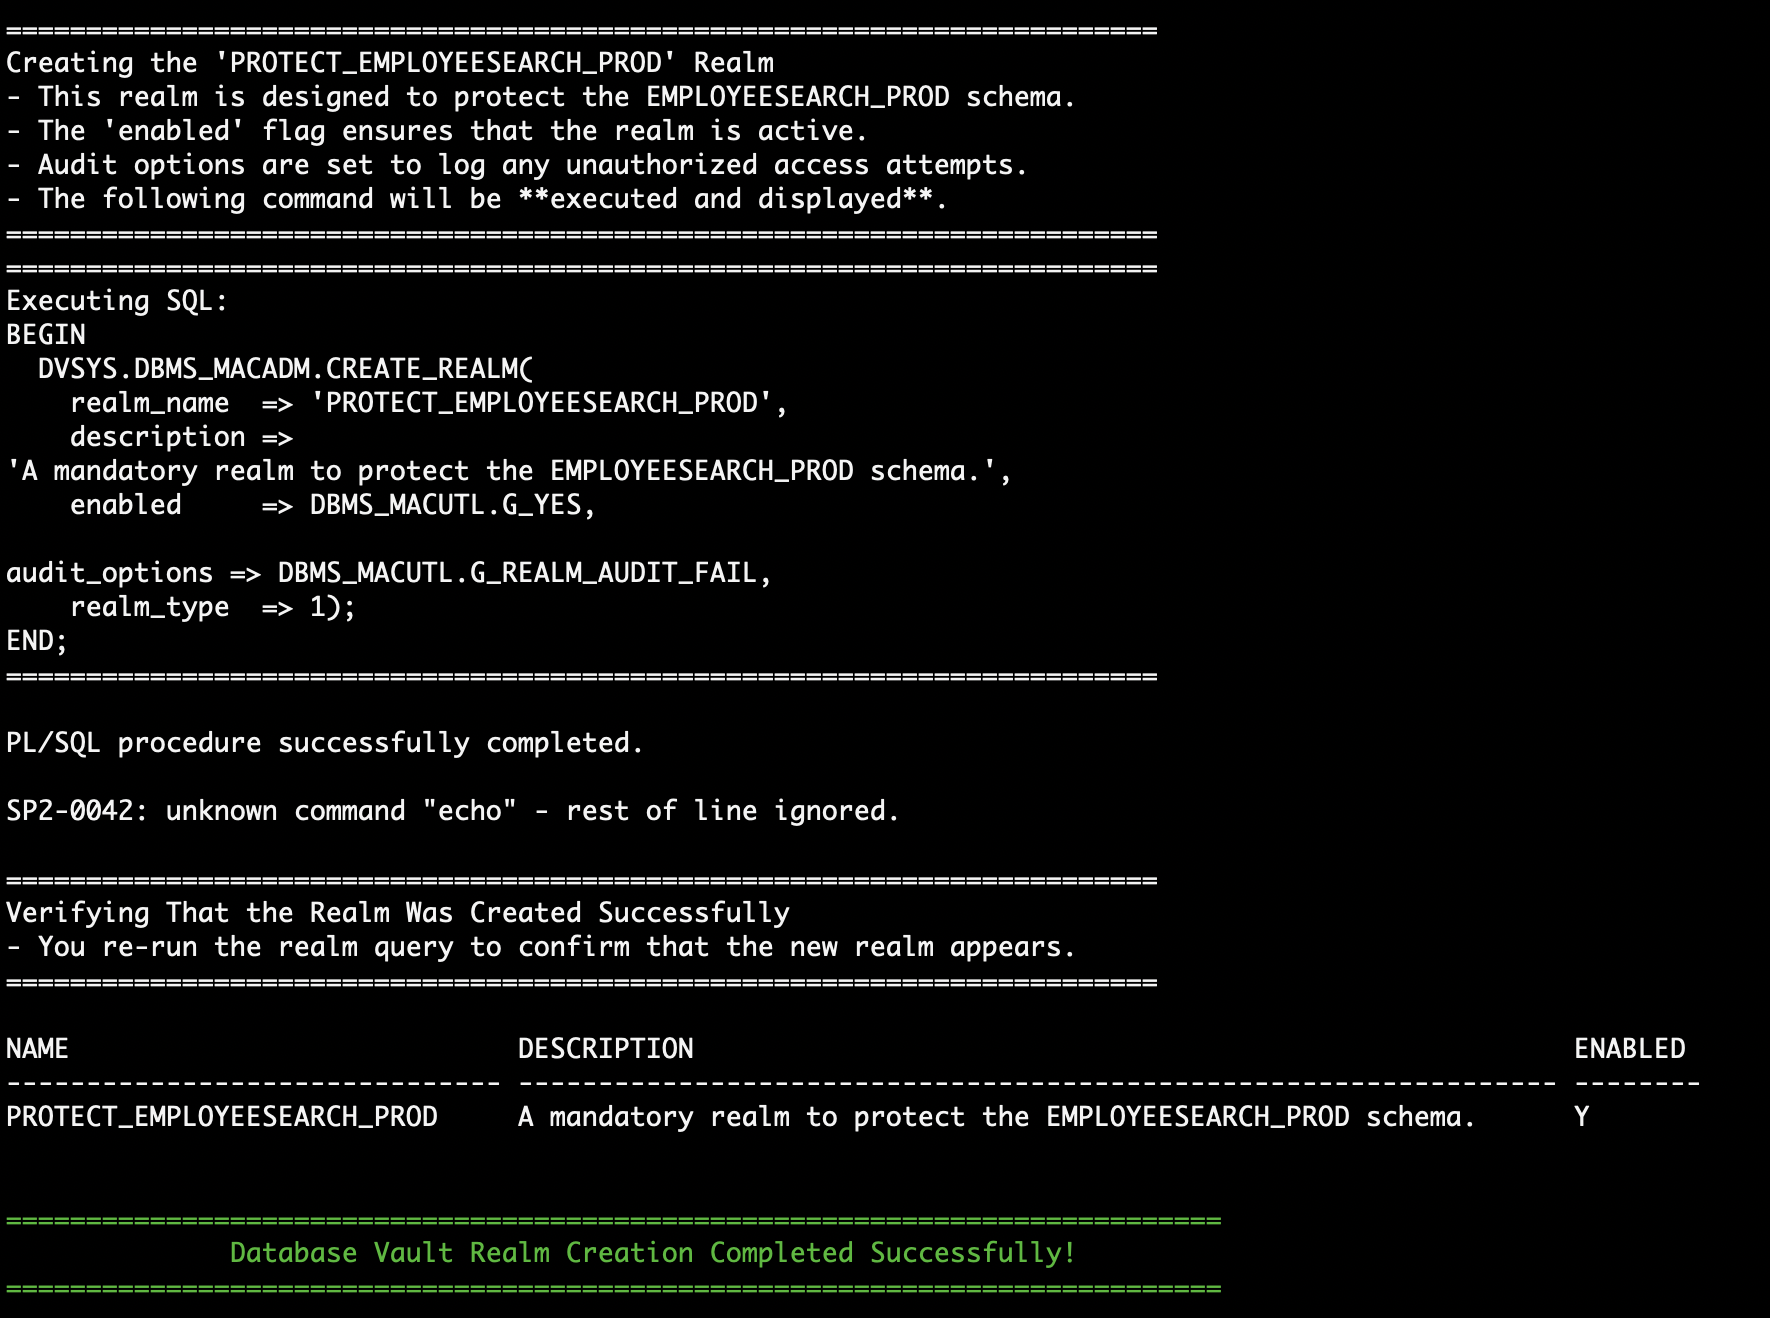 ========================================================================
Creating the 'PROTECT_EMPLOYEESEARCH_PROD' Realm
- This realm is designed to protect the EMPLOYEESEARCH_PROD schema.
- The 'enabled' flag ensures that the realm is active.
- Audit options are set to log any unauthorized access attempts.
- The following command will be **executed and displayed**.
========================================================================
========================================================================
Executing SQL:
BEGIN
  DVSYS.DBMS_MACADM.CREATE_REALM(
    realm_name  => 'PROTECT_EMPLOYEESEARCH_PROD',
    description =>
'A mandatory realm to protect the EMPLOYEESEARCH_PROD schema.',
    enabled     => DBMS_MACUTL.G_YES,

audit_options => DBMS_MACUTL.G_REALM_AUDIT_FAIL,
    realm_type  => 1);
END;
========================================================================

PL/SQL procedure successfully completed.

SP2-0042: unknown command "echo" - rest of line ignored.

========================================================================
Verifying That the Realm Was Created Successfully
- You re-run the realm query to confirm that the new realm appears.
========================================================================

NAME                            DESCRIPTION                                                       ENABLED
------------------------------- ----------------------------------------------------------------- --------
PROTECT_EMPLOYEESEARCH_PROD     A mandatory realm to protect the EMPLOYEESEARCH_PROD schema.      Y

============================================================================
              Database Vault Realm Creation Completed Successfully!
============================================================================